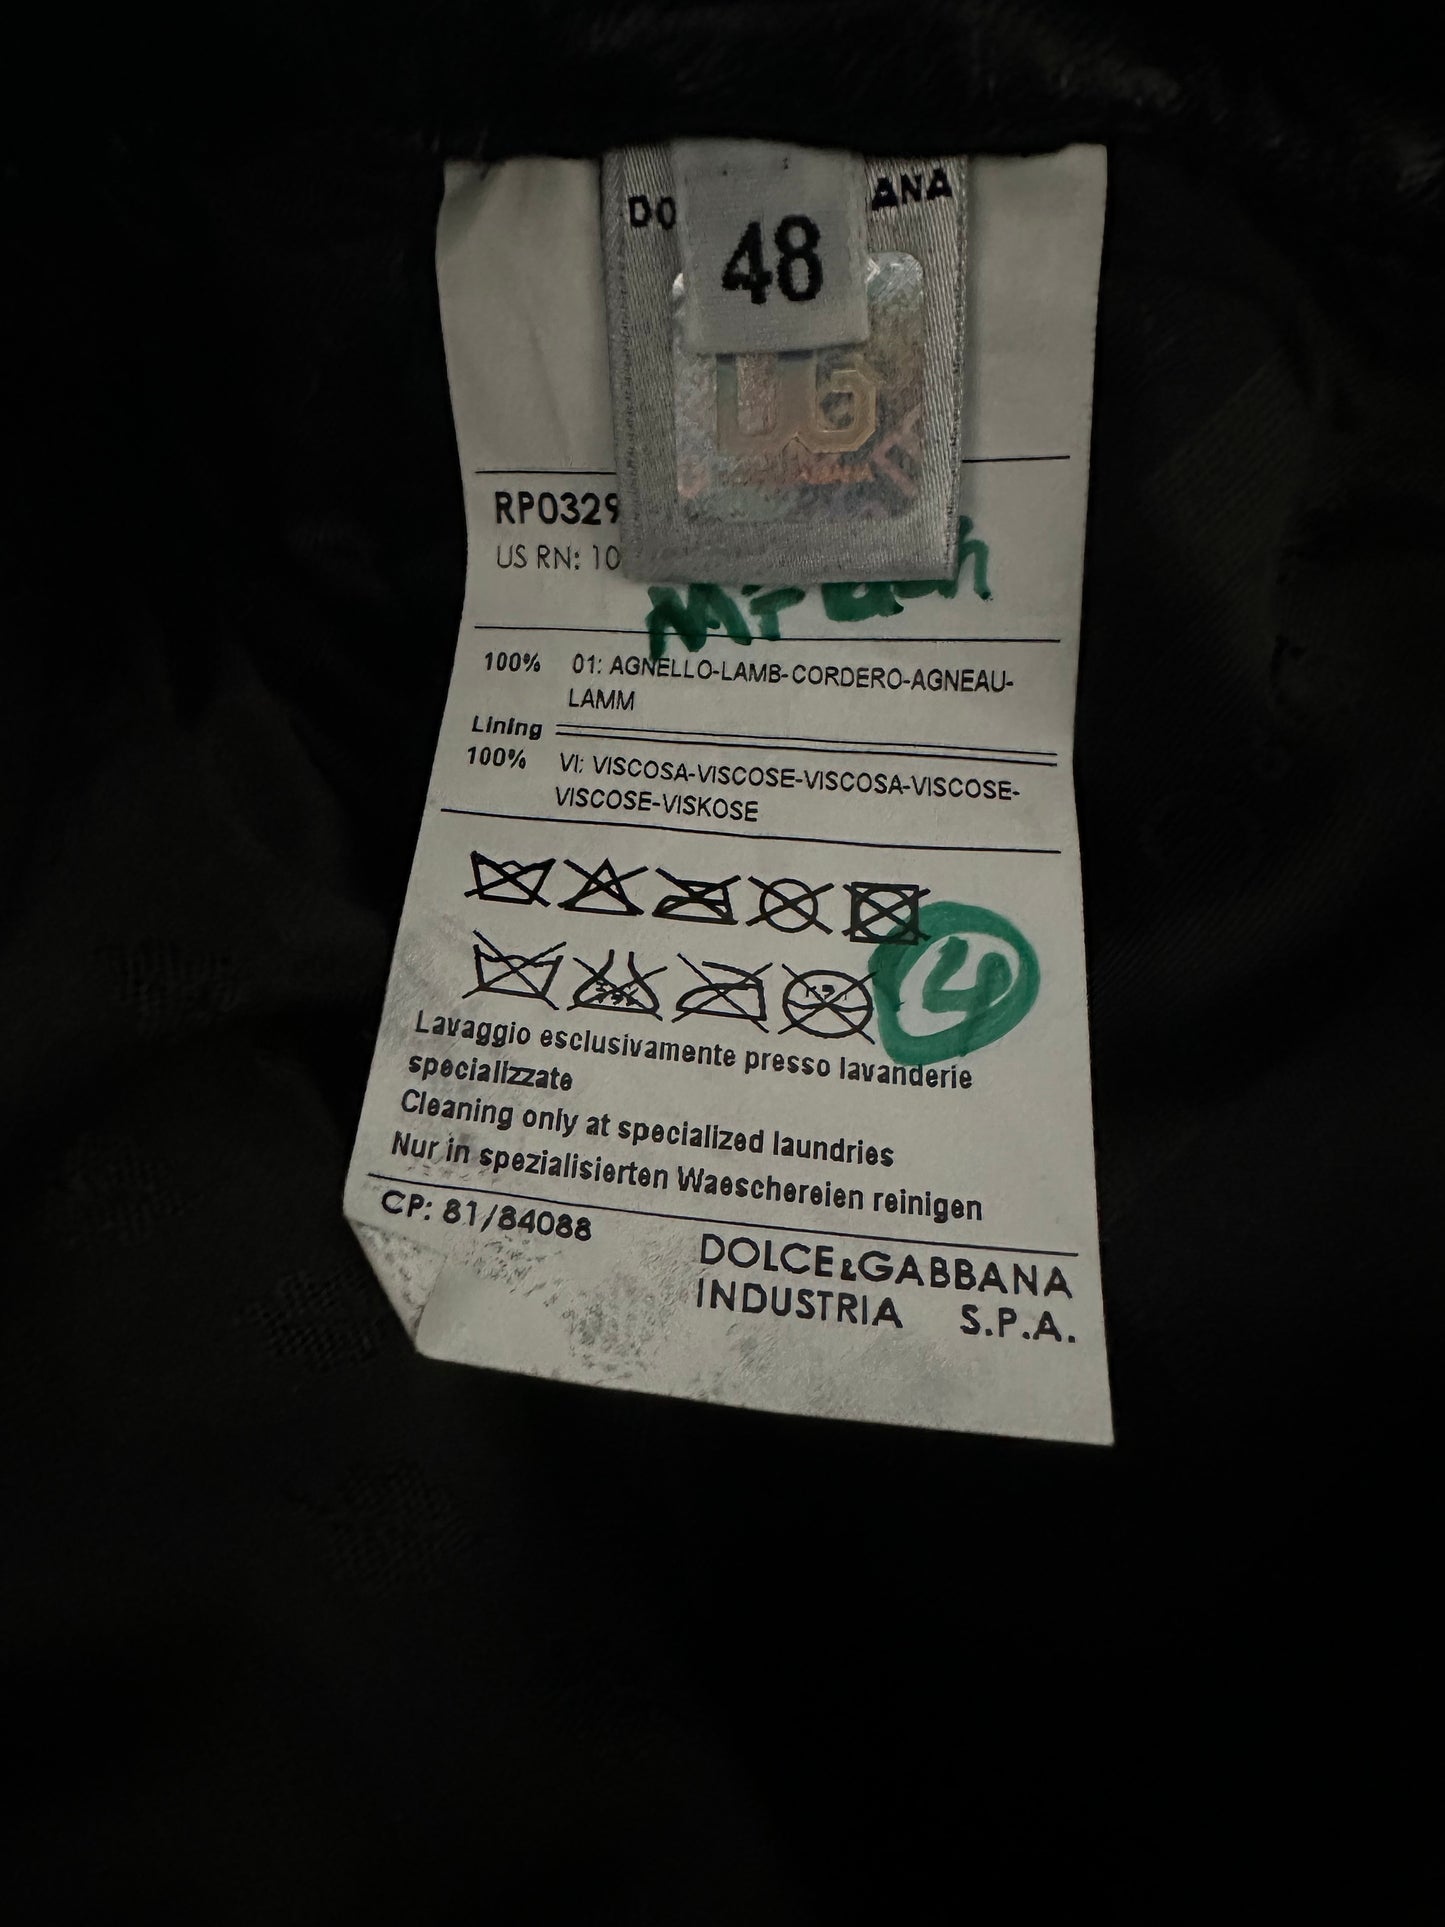 48
DG
RP0329
US RN: 10
100% 01: AGNELLO-LAMB-CORDERO-AGNEAU-
LAMM
Lining
100% VI: VISCOSA-VISCOSE-VISCOSA-VISCOSE-
VISCOSE-VISKOSE
4
Lavaggio esclusivamente presso lavanderie
specializzate
Cleaning only at specialized laundries
Nur in spezialisierten Waeschereien reinigen
CP: 81/84088
DOLCE&GABBANA
INDUSTRIA S.P.A.